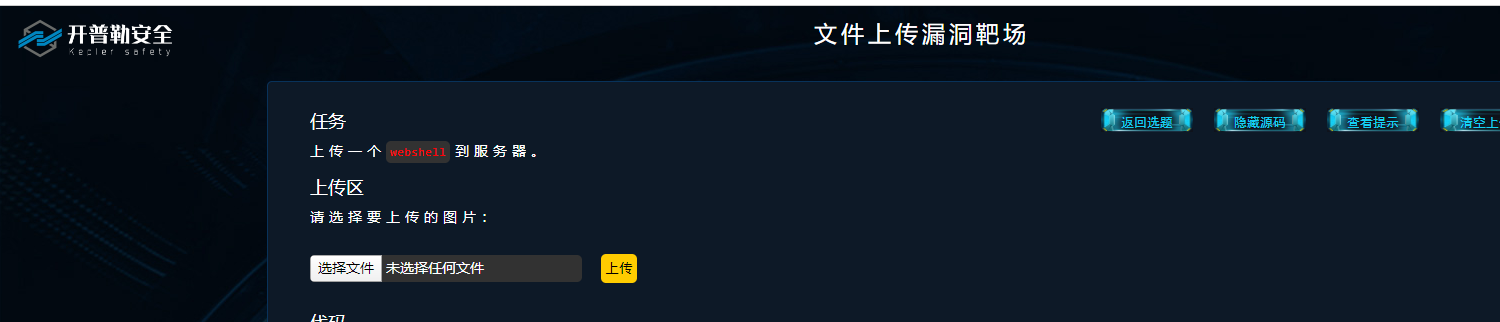 开普勒安全
Kepler safety
文件上传漏洞靶场
任务
返回选题
隐藏源码
查看提示
清空上
上传一个 webshell 到服务器。
上传区
请选择要上传的图片：
选择文件 未选择任何文件
上传
代码